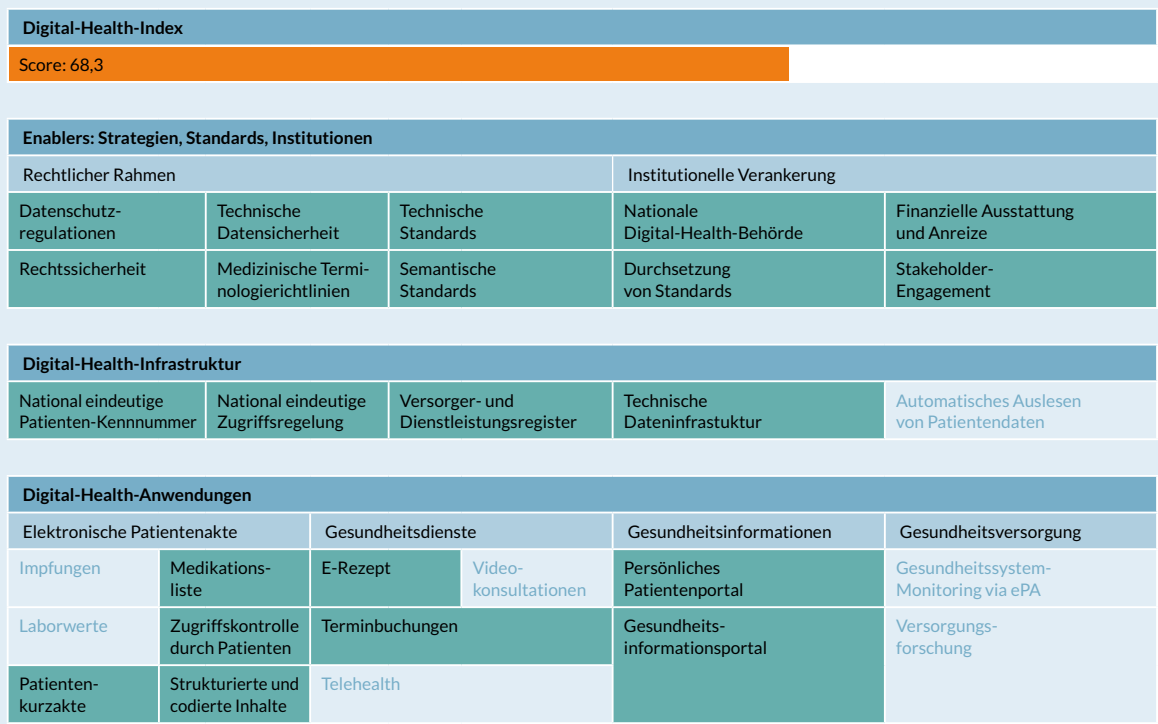 Digital-Health-Index
Score: 68,3
Enablers: Strategien, Standards, Institutionen
Rechtlicher Rahmen
Institutionelle Verankerung
Datenschutz-
regulationen
Technische
Datensicherheit
Technische
Standards
Nationale
Digital-Health-Behörde
Finanzielle Ausstattung
und Anreize
Rechtssicherheit
Medizinische Termi-
nologierichtlinien
Semantische
Standards
Durchsetzung
von Standards
Stakeholder-
Engagement
Digital-Health-Infrastruktur
National eindeutige
Patienten-Kennnummer
National eindeutige
Zugriffsregelung
Versorger- und
Dienstleistungsregister
Technische
Dateninfrastuktur
Automatisches Auslesen
von Patientendaten
Digital-Health-Anwendungen
Elektronische Patientenakte
Gesundheitsdienste
Gesundheitsinformationen
Gesundheitsversorgung
Impfungen
Medikations-
liste
E-Rezept
Video-
konsultationen
Persönliches
Patientenportal
Gesundheitssystem-
Monitoring via ePA
Laborwerte
Zugriffskontrolle
durch Patienten
Terminbuchungen
Gesundheits-
informationsportal
Versorgungs-
forschung
Patienten-
kurzakte
Strukturierte und
codierte Inhalte
Telehealth